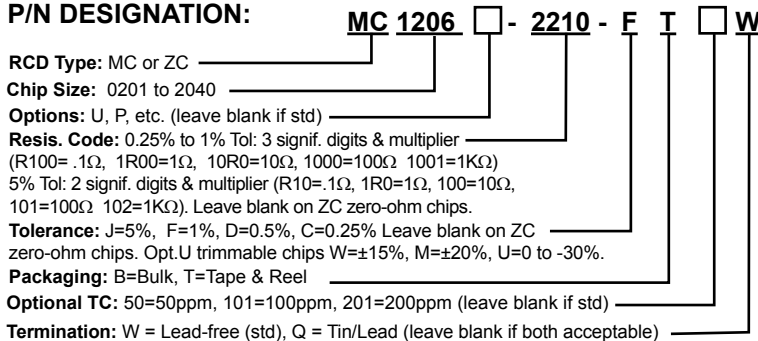 P/N DESIGNATION:
MC 1206 □ - 2210 - F T □ W
RCD Type: MC or ZC
Chip Size: 0201 to 2040
Options: U, P, etc. (leave blank if std)
Resis. Code: 0.25% to 1% Tol: 3 signif. digits & multiplier
(R100= .1Ω, 1R00=1Ω, 10R0=10Ω, 1000=100Ω 1001=1KΩ)
5% Tol: 2 signif. digits & multiplier (R10=.1Ω, 1R0=1Ω, 100=10Ω,
101=100Ω 102=1KΩ). Leave blank on ZC zero-ohm chips.
Tolerance: J=5%, F=1%, D=0.5%, C=0.25% Leave blank on ZC
zero-ohm chips. Opt.U trimmable chips W=±15%, M=±20%, U=0 to -30%.
Packaging: B=Bulk, T=Tape & Reel
Optional TC: 50=50ppm, 101=100ppm, 201=200ppm (leave blank if std)
Termination: W = Lead-free (std), Q = Tin/Lead (leave blank if both acceptable)